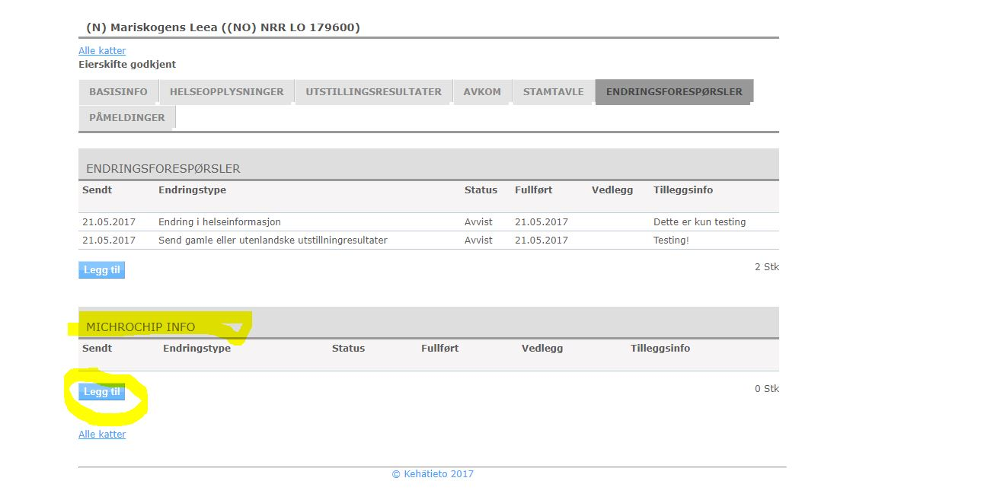 (N) Mariskogens Leea ((NO) NRR LO 179600)
Alle katter
Eierskifte godkjent
BASISINFO HELSEOPPLYSNINGER UTSTILLINGSRESULTATER AVKOM STAMTAVLE ENDRINGSFORESPØRSLER
PÅMELDINGER
ENDRINGSFORESPØRSLER
Sendt Endringstype Status Fullført Vedlegg Tilleggsinfo
21.05.2017 Endring i helseinformasjon Avvist 21.05.2017 Dette er kun testing
21.05.2017 Send gamle eller utenlandske utstillningresultater Avvist 21.05.2017 Testing!
Legg til 2 Stk
MICHROCHIP INFO
Sendt Endringstype Status Fullført Vedlegg Tilleggsinfo
Legg til 0 Stk
Alle katter
© Kehätieto 2017